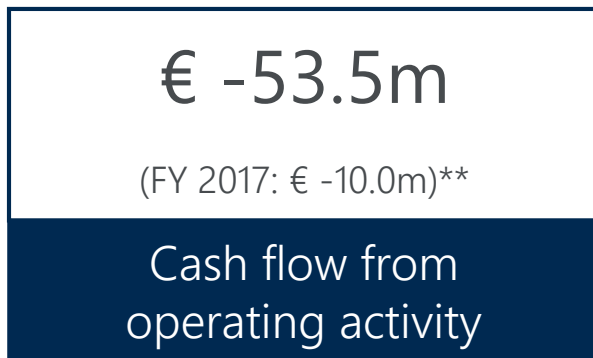 € -53.5m
(FY 2017: € -10.0m)**
Cash flow from
operating activity